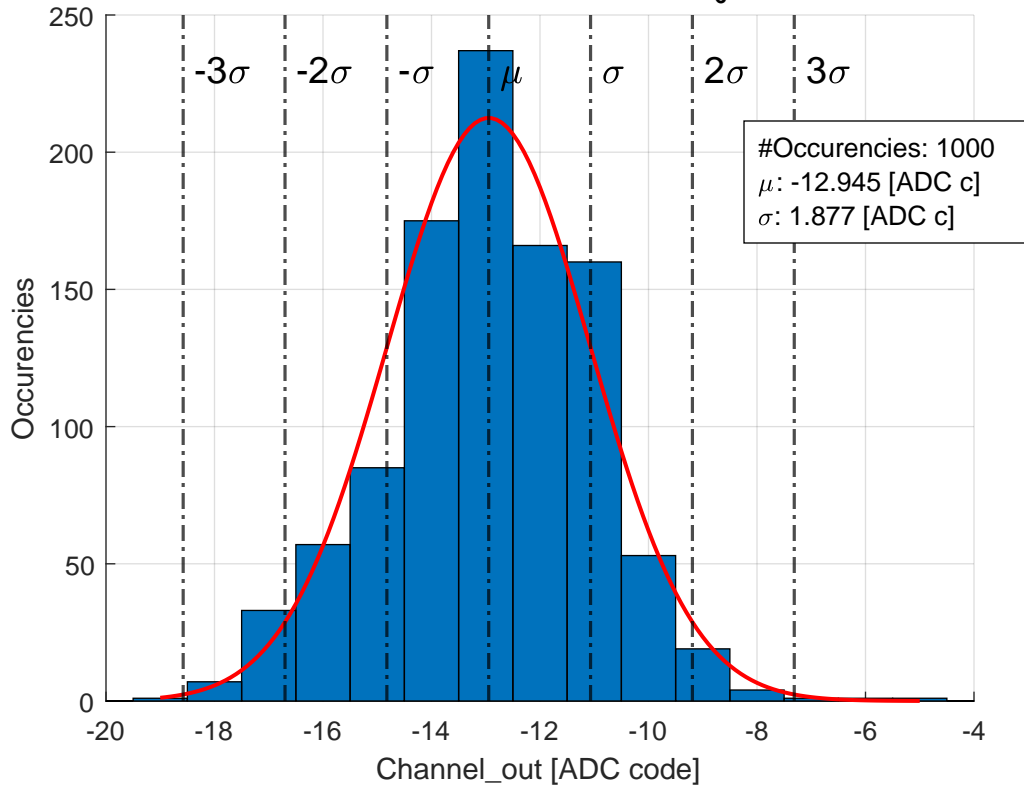 250
200
150
100
50
0
-3σ -2σ -σ μ σ 2σ 3σ
#Occurencies: 1000
μ: -12.945 [ADC c]
σ: 1.877 [ADC c]
Occurencies
-20 -18 -16 -14 -12 -10 -8 -6 -4
Channel_out [ADC code]